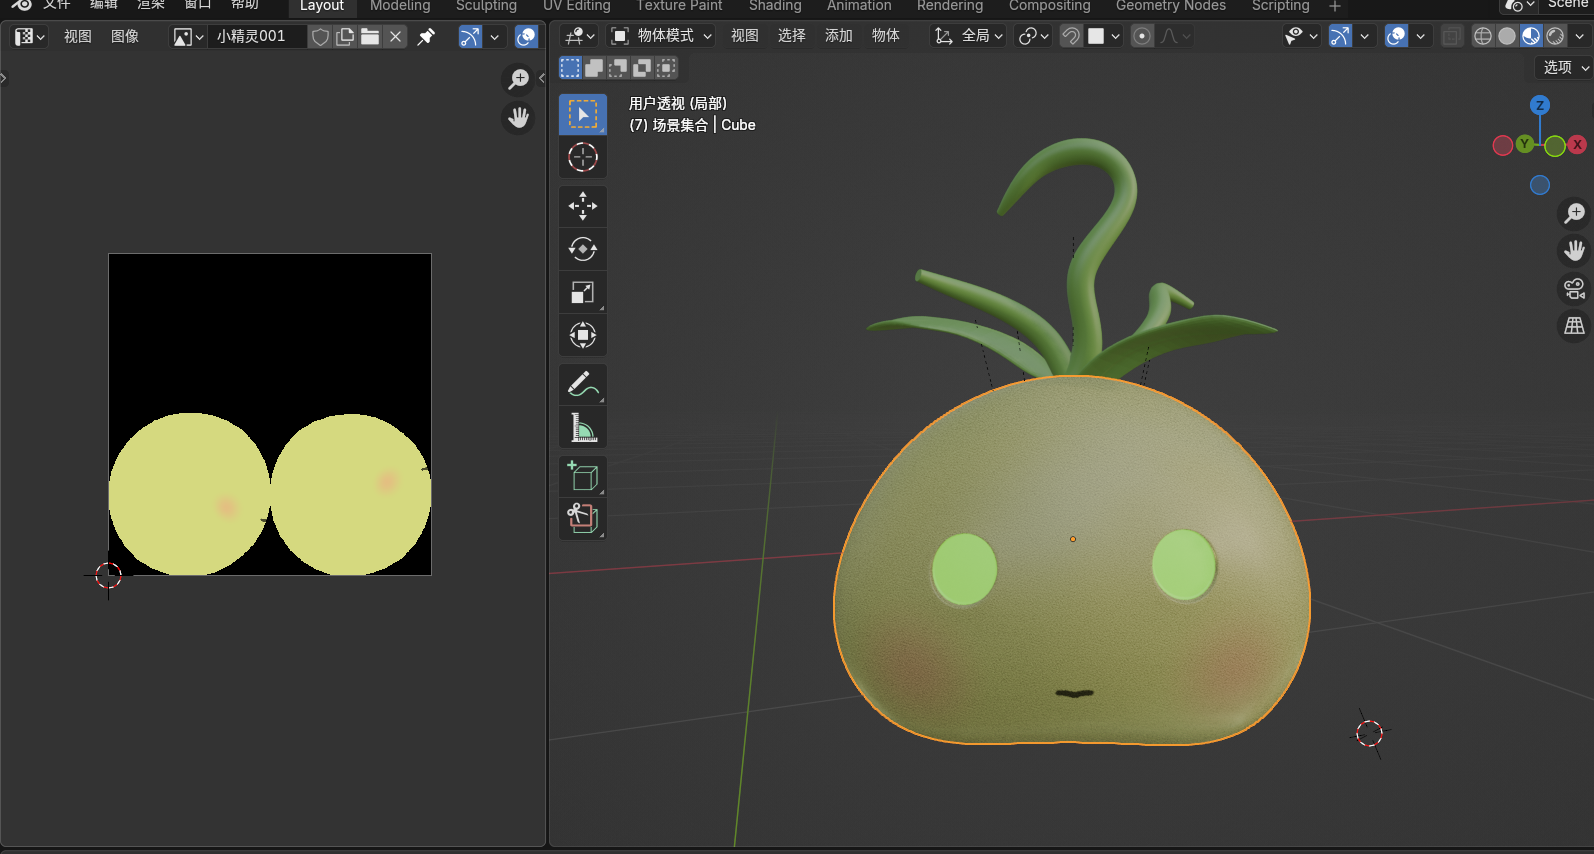 文件 编辑 渲染 窗口 帮助 Layout Modeling Sculpting UV Editing Texture Paint Shading Animation Rendering Compositing Geometry Nodes Scripting + Scene
视图 图像 小精灵001 物体模式 视图 选择 添加 物体 全局
选项
用户透视 (局部)
(7) 场景集合 | Cube
Z
Y X